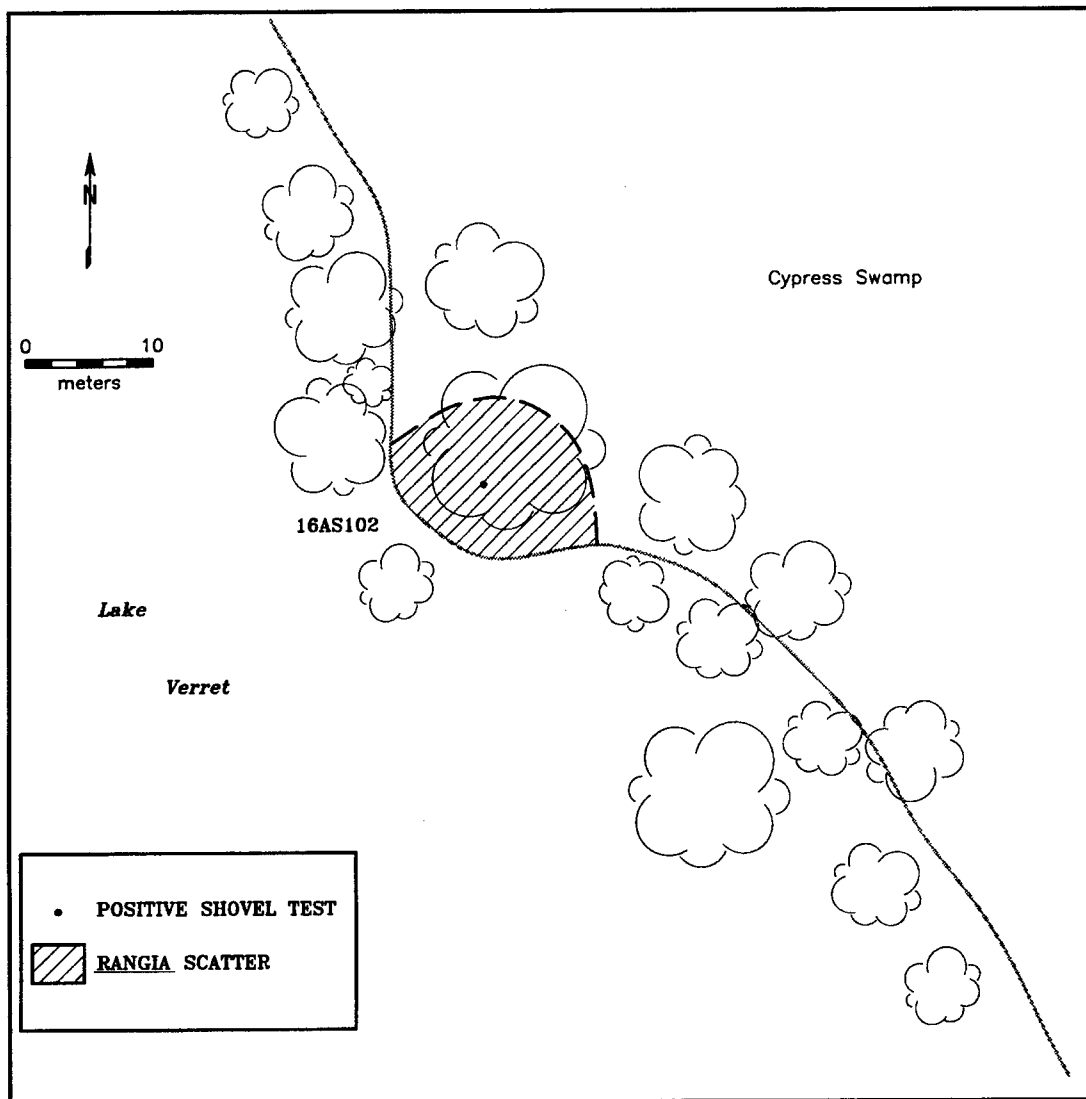 N
Cypress Swamp
0 10
meters
16AS102
Lake
Verret
POSITIVE SHOVEL TEST
RANGIA SCATTER